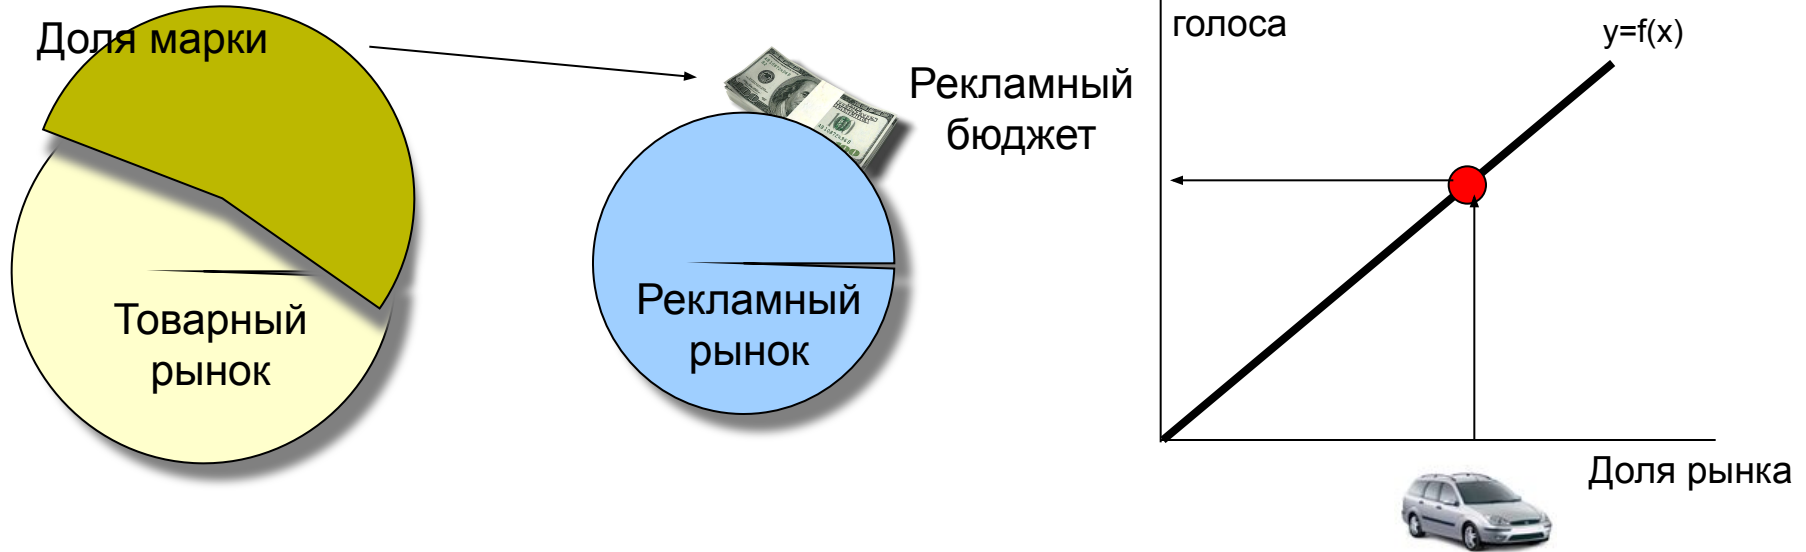 Доля марки
Товарный
рынок
Рекламный
бюджет
Рекламный
рынок
голоса
y=f(x)
Доля рынка